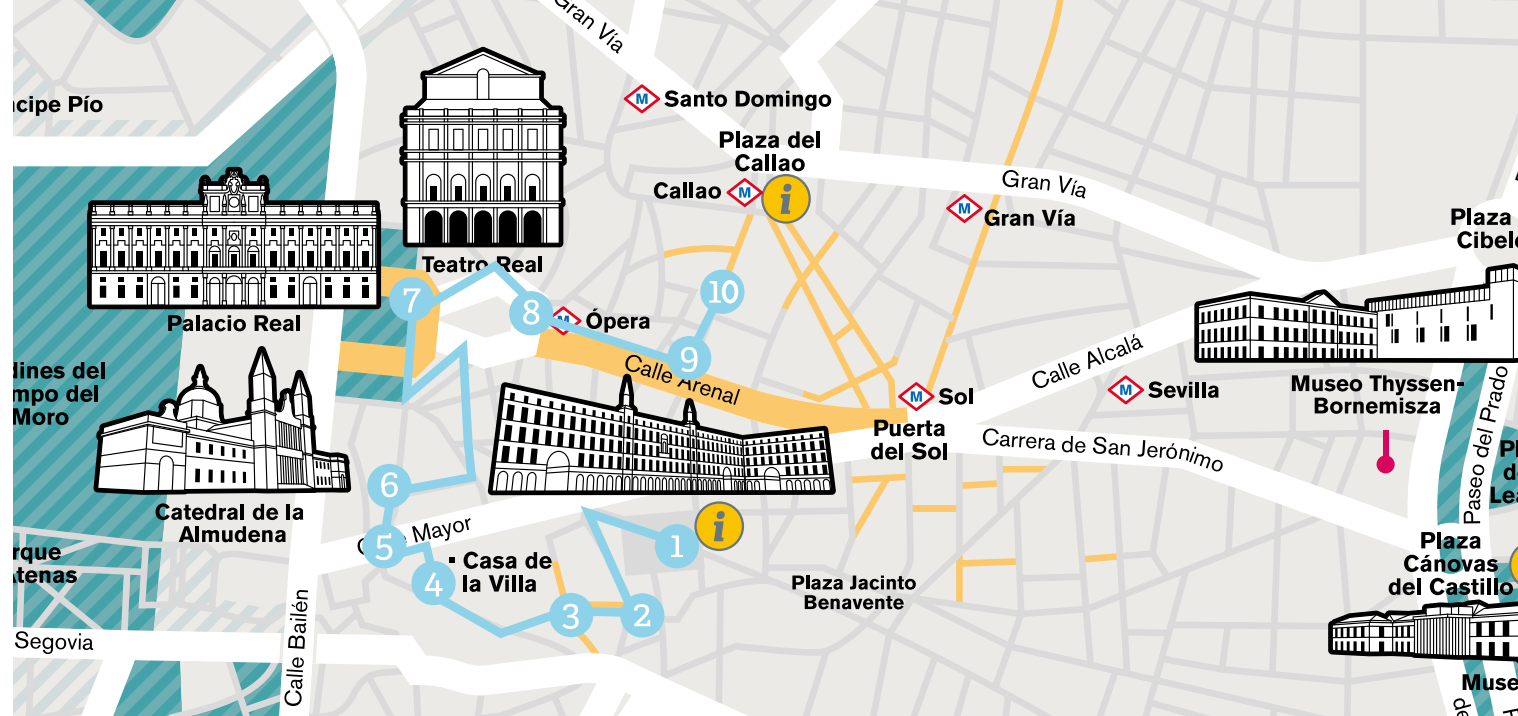 Gran Vía
cipe Pío
M Santo Domingo
Plaza del
Callao
Callao M
i
Gran Vía
M
Gran Vía
Plaza
Cibel
Teatro Real
7
8
10
M Ópera
Palacio Real
9
Calle Arenal
Calle Alcalá
dines del
mpo del
Moro
M Sol
M Sevilla
Museo Thyssen-
Bornemisza
Paseo del Prado
Puerta
del Sol
Carrera de San Jerónimo
6
Catedral de la
Almudena
Mayor
5
1
i
rque
Atenas
4
Casa de
la Villa
3
2
Plaza Jacinto
Benavente
Plaza
Cánovas
del Castillo
Segovia
Calle Bailén
Muse